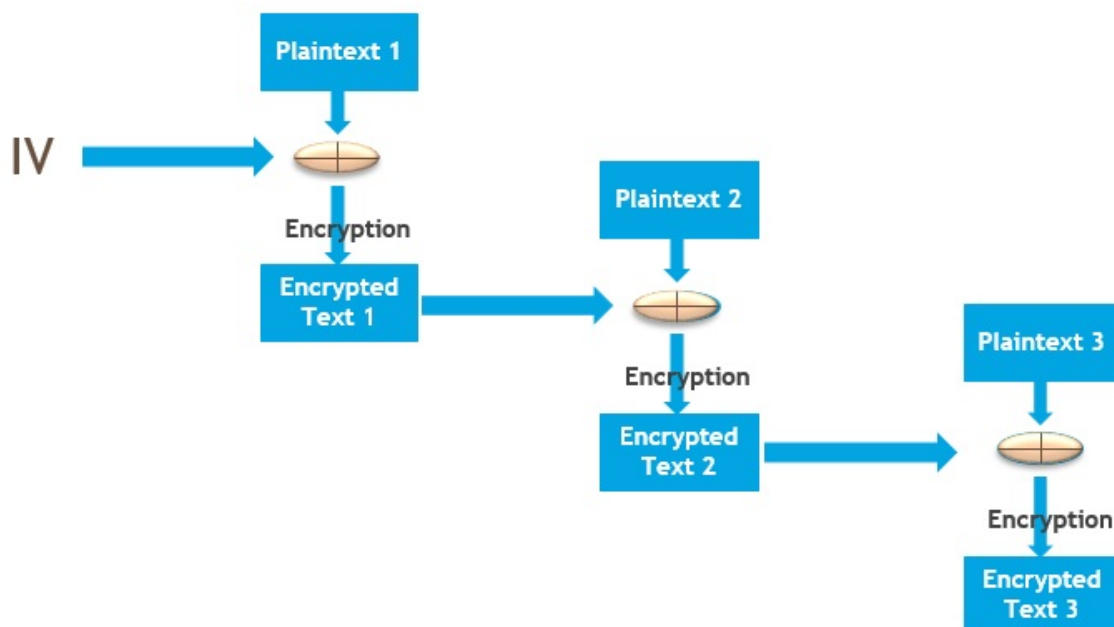 Plaintext 1
IV
Plaintext 2
Encryption
Encrypted
Text 1
Plaintext 3
Encryption
Encrypted
Text 2
Encryption
Encrypted
Text 3